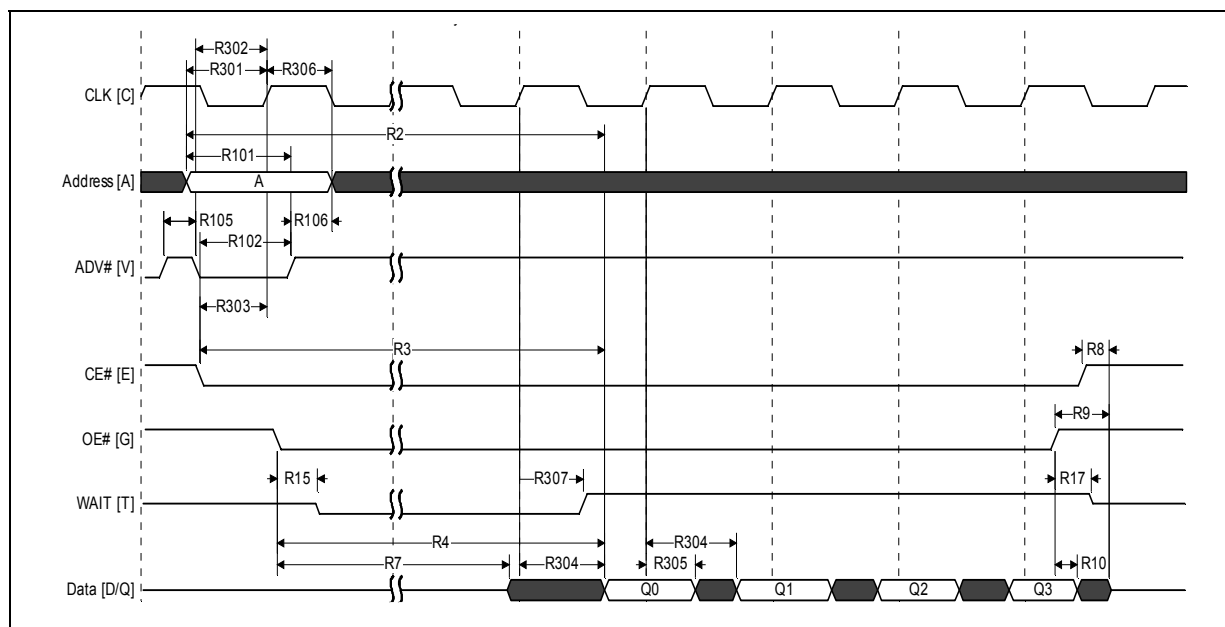 R302
R301 R306
CLK [C]
R2
R101
Address [A] A
R105 R106
R102
ADV# [V]
R303
R3
CE# [E] R8
R9
OE# [G]
R15 R307 R17
WAIT [T]
R4 R304
R7 R304 R305 R10
Data [D/Q] Q0 Q1 Q2 Q3